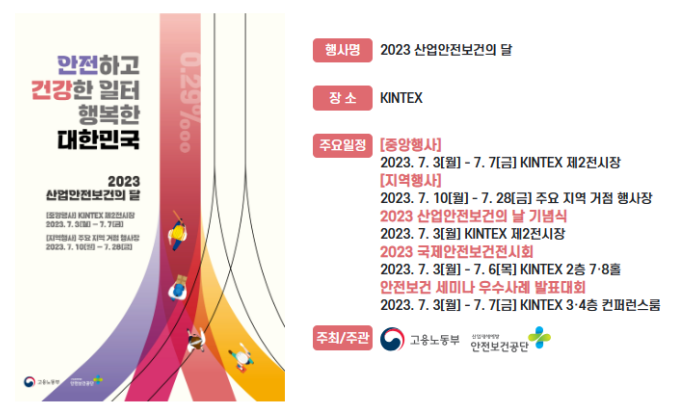 안전하고
건강한 일터
행복한
대한민국
0.29‱
2023
산업안전보건의 달
[중앙행사] KINTEX 제2전시장
2023. 7. 3(월) – 7. 7(금)
[지역행사] 주요 지역 거점 행사장
2023. 7. 10(월) – 7. 28(금)
고용노동부
안전보건공단
행사명 2023 산업안전보건의 달
장 소 KINTEX
주요일정 [중앙행사]
2023. 7. 3[월] - 7. 7[금] KINTEX 제2전시장
[지역행사]
2023. 7. 10[월] - 7. 28[금] 주요 지역 거점 행사장
2023 산업안전보건의 날 기념식
2023. 7. 3[월] KINTEX 제2전시장
2023 국제안전보건전시회
2023. 7. 3[월] - 7. 6[목] KINTEX 2층 7·8홀
안전보건 세미나 우수사례 발표대회
2023. 7. 3[월] - 7. 7[금] KINTEX 3·4층 컨퍼런스룸
주최/주관 고용노동부
산업재해예방
안전보건공단